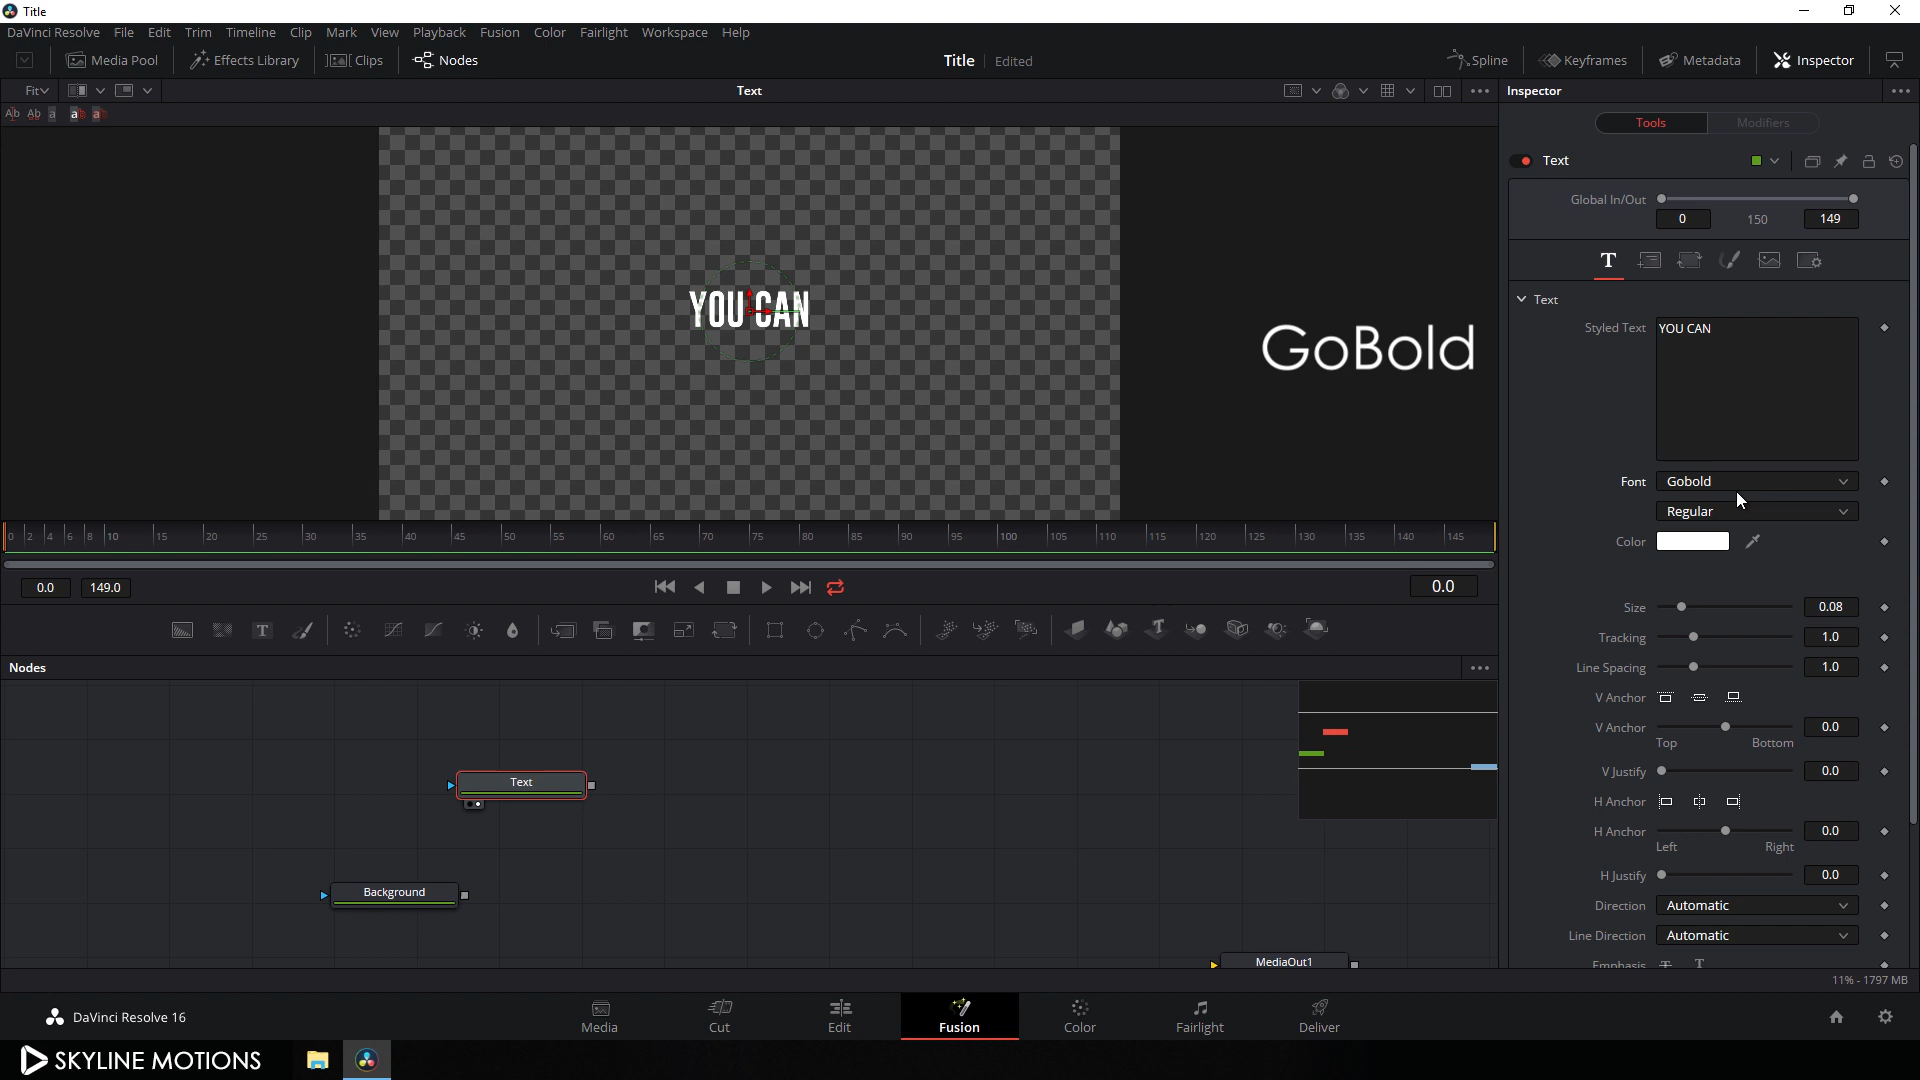 Title
DaVinci Resolve File Edit Trim Timeline Clip Mark View Playback Fusion Color Fairlight Workspace Help
Media Pool Effects Library Clips Nodes Title Edited Spline Keyframes Metadata Inspector
Fit Text Inspector
Tools Modifiers
Text
Global In/Out
0 150 149
T
Text
Styled Text YOU CAN
YOU CAN
GoBold
Font Gobold
Regular
Color
0 2 4 6 8 10 15 20 25 30 35 40 45 50 55 60 65 70 75 80 85 90 95 100 105 110 115 120 125 130 135 140 145
0.0 149.0 0.0
Size 0.08
Tracking 1.0
Line Spacing 1.0
Nodes
V Anchor
V Anchor 0.0
Top Bottom
V Justify 0.0
Text
H Anchor
H Anchor 0.0
Left Right
H Justify 0.0
Background
Direction Automatic
Line Direction Automatic
MediaOut1
Emphasis
11% - 1797 MB
DaVinci Resolve 16 Media Cut Edit Fusion Color Fairlight Deliver
SKYLINE MOTIONS